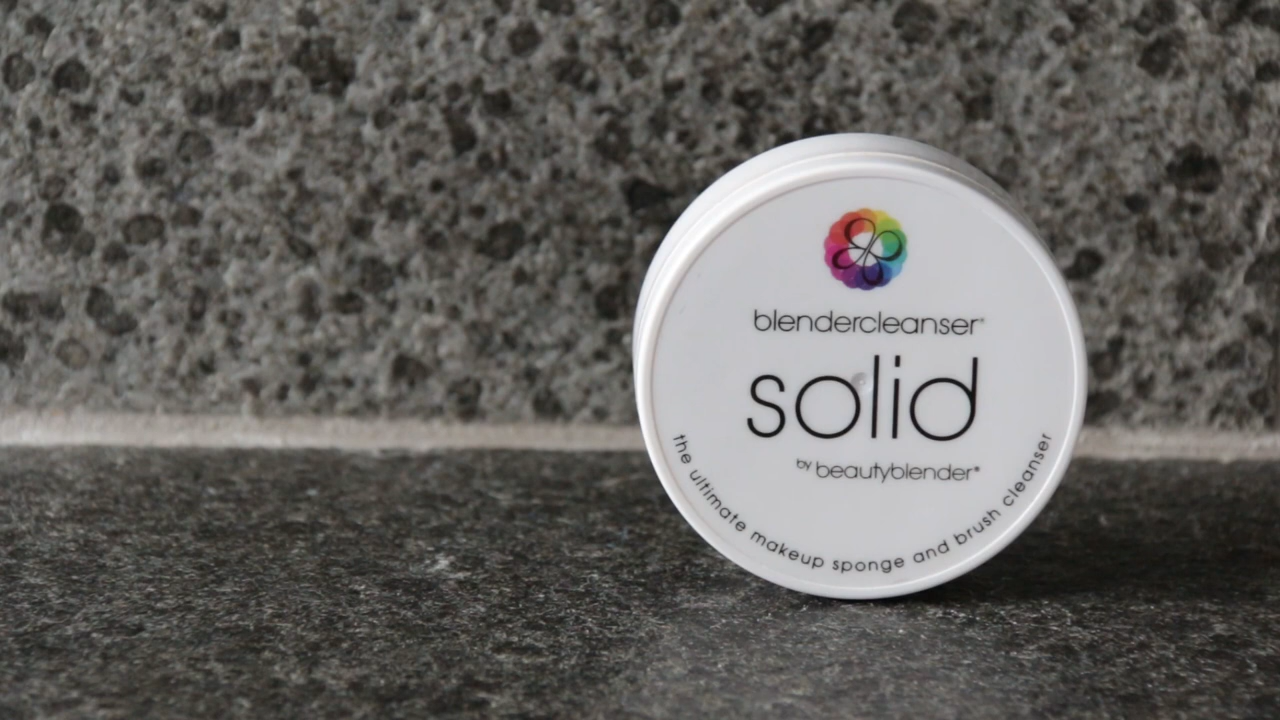 blendercleanser®
solid
by beautyblender®
the ultimate makeup sponge and brush cleanser